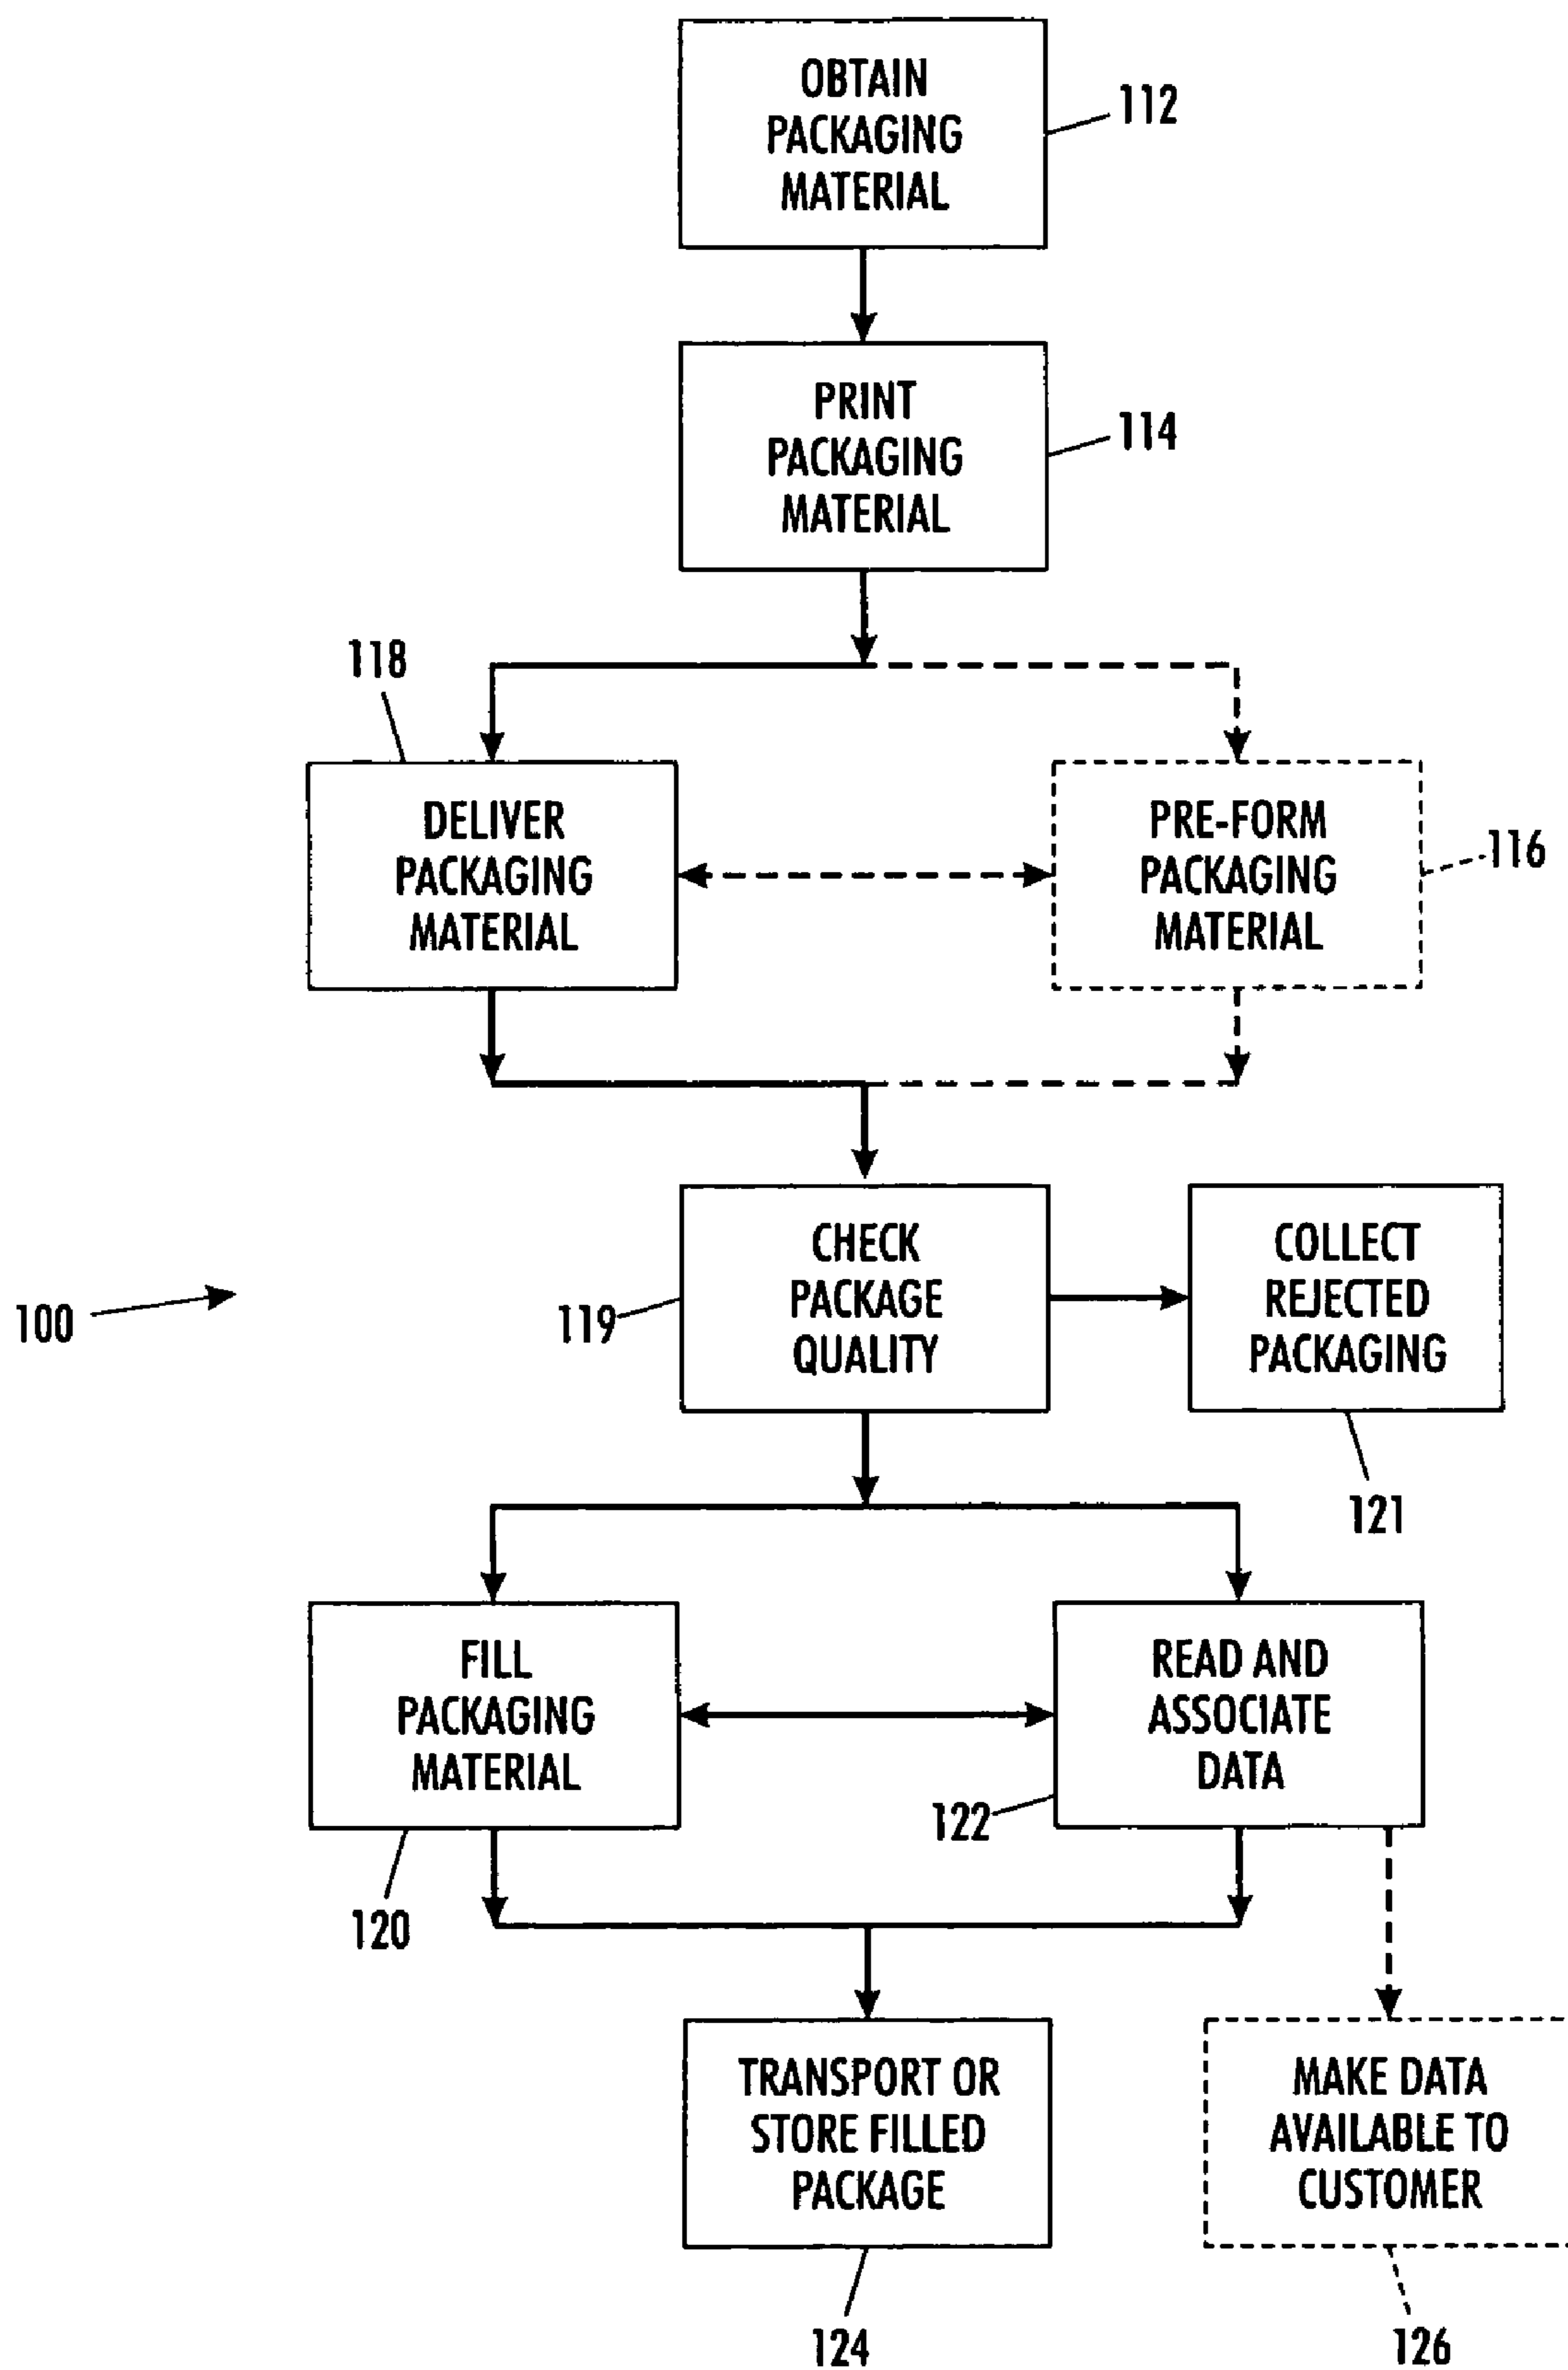 OBTAIN
PACKAGING
MATERIAL
112
PRINT
PACKAGING
MATERIAL
114
118
DELIVER
PACKAGING
MATERIAL
PRE-FORM
PACKAGING
MATERIAL
116
100
119
CHECK
PACKAGE
QUALITY
COLLECT
REJECTED
PACKAGING
121
FILL
PACKAGING
MATERIAL
120
READ AND
ASSOCIATE
DATA
122
TRANSPORT OR
STORE FILLED
PACKAGE
124
MAKE DATA
AVAILABLE TO
CUSTOMER
126